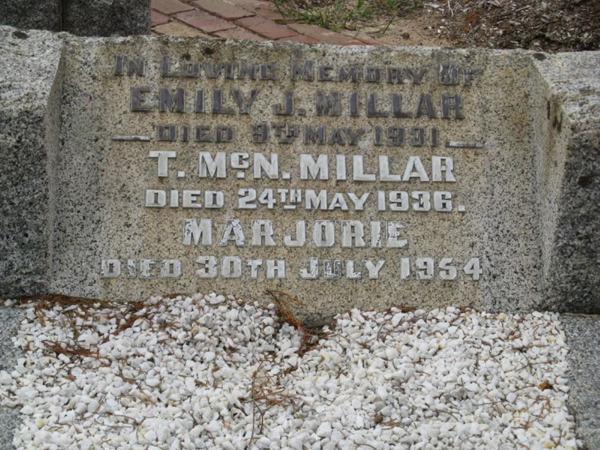 IN LOVING MEMORY OF
EMILY J. MILLAR
DIED 9TH MAY 1931
T. MCN. MILLAR
DIED 24TH MAY 1936.
MARJORIE
DIED 30TH JULY 1954